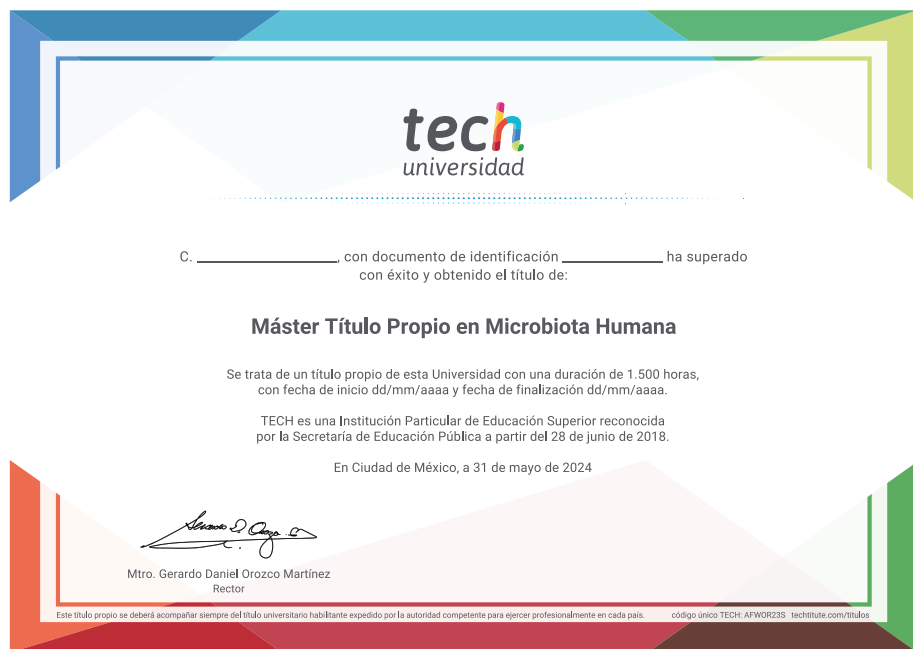 tech
universidad
C. _________________, con documento de identificación ____________ ha superado
con éxito y obtenido el título de:
Máster Título Propio en Microbiota Humana
Se trata de un título propio de esta Universidad con una duración de 1.500 horas,
con fecha de inicio dd/mm/aaaa y fecha de finalización dd/mm/aaaa.
TECH es una Institución Particular de Educación Superior reconocida
por la Secretaría de Educación Pública a partir del 28 de junio de 2018.
En Ciudad de México, a 31 de mayo de 2024
Mtro. Gerardo Daniel Orozco Martínez
Rector
Este título propio se deberá acompañar siempre del título universitario habilitante expedido por la autoridad competente para ejercer profesionalmente en cada país. código único TECH: AFWOR23S techtitute.com/titulos